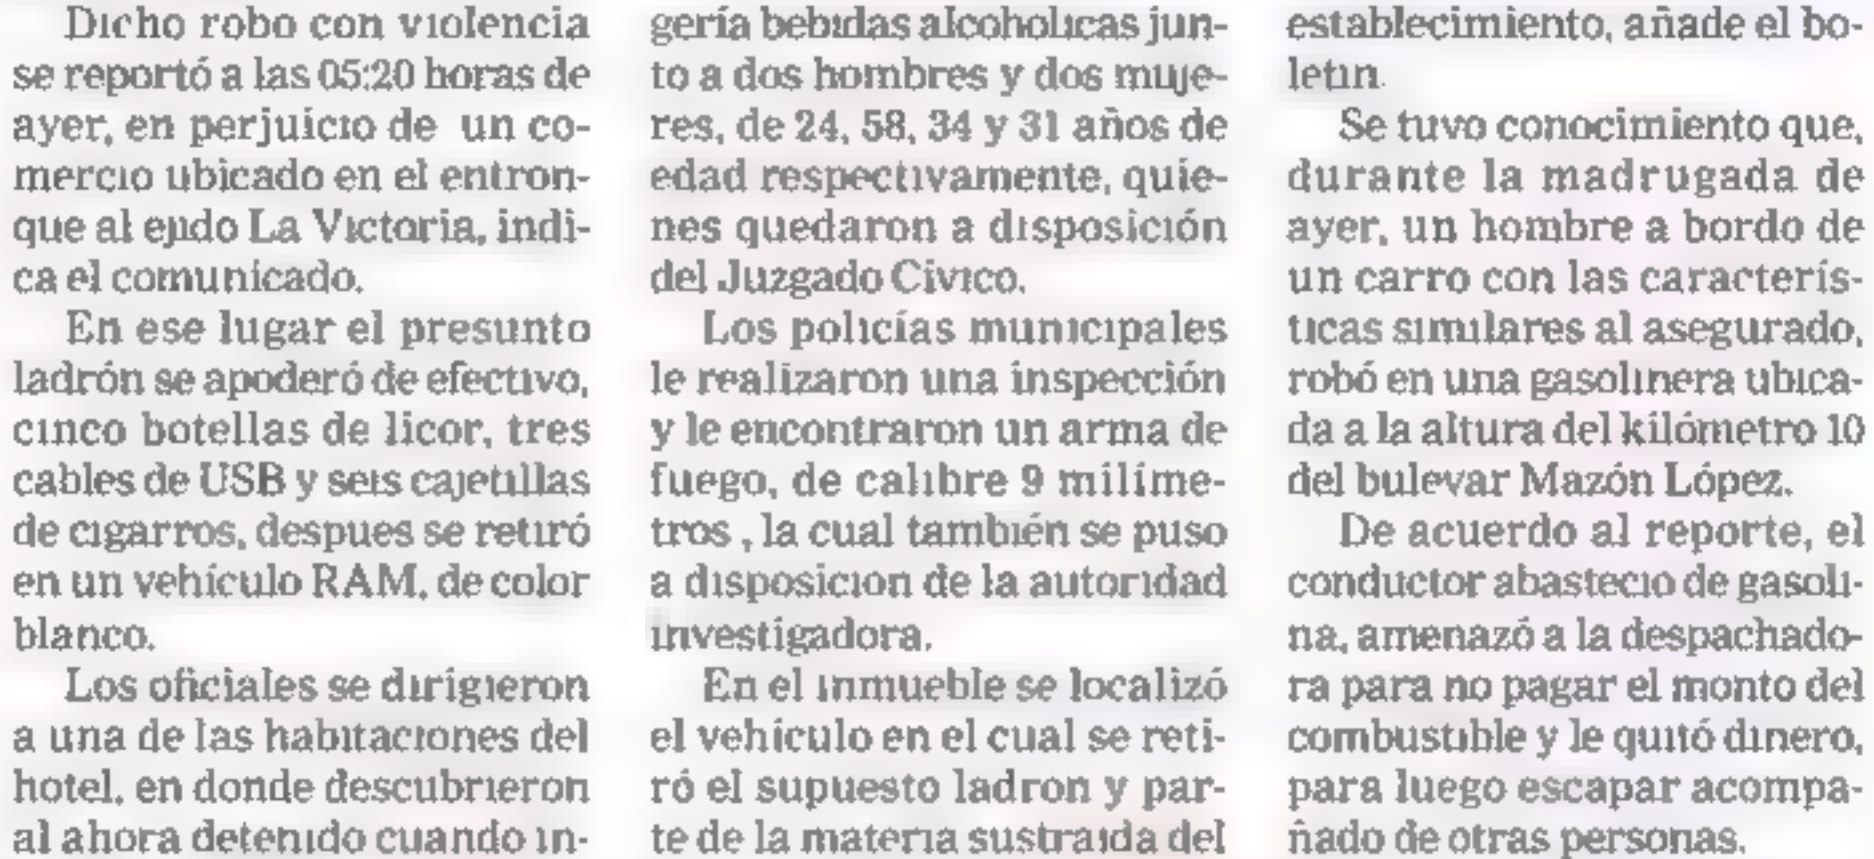 Dicho robo con violencia
se reportó a las 05:20 horas de
ayer, en perjuicio de un co-
mercio ubicado en el entron-
que al ejido La Victoria, indi-
ca el comunicado.
En ese lugar el presunto
ladrón se apoderó de efectivo,
cinco botellas de licor, tres
cables de USB y seis cajetillas
de cigarros, despues se retiró
en un vehículo RAM, de color
blanco.
Los oficiales se dirigieron
a una de las habitaciones del
hotel, en donde descubrieron
al ahora detenido cuando in-
gería bebidas alcoholicas jun-
to a dos hombres y dos muje-
res, de 24, 58, 34 y 31 años de
edad respectivamente, quie-
nes quedaron a disposición
del Juzgado Cívico.
Los policías municipales
le realizaron una inspección
y le encontraron un arma de
fuego, de calibre 9 milíme-
tros , la cual también se puso
a disposicion de la autoridad
investigadora.
En el inmueble se localizó
el vehículo en el cual se reti-
ró el supuesto ladron y par-
te de la materia sustraida del
establecimiento, añade el bo-
letin.
Se tuvo conocimiento que,
durante la madrugada de
ayer, un hombre a bordo de
un carro con las caracterís-
ticas similares al asegurado,
robó en una gasolinera ubica-
da a la altura del kilómetro 10
del bulevar Mazón López.
De acuerdo al reporte, el
conductor abastecio de gasoli-
na, amenazó a la despachado-
ra para no pagar el monto del
combustible y le quitó dinero,
para luego escapar acompa-
ñado de otras personas.